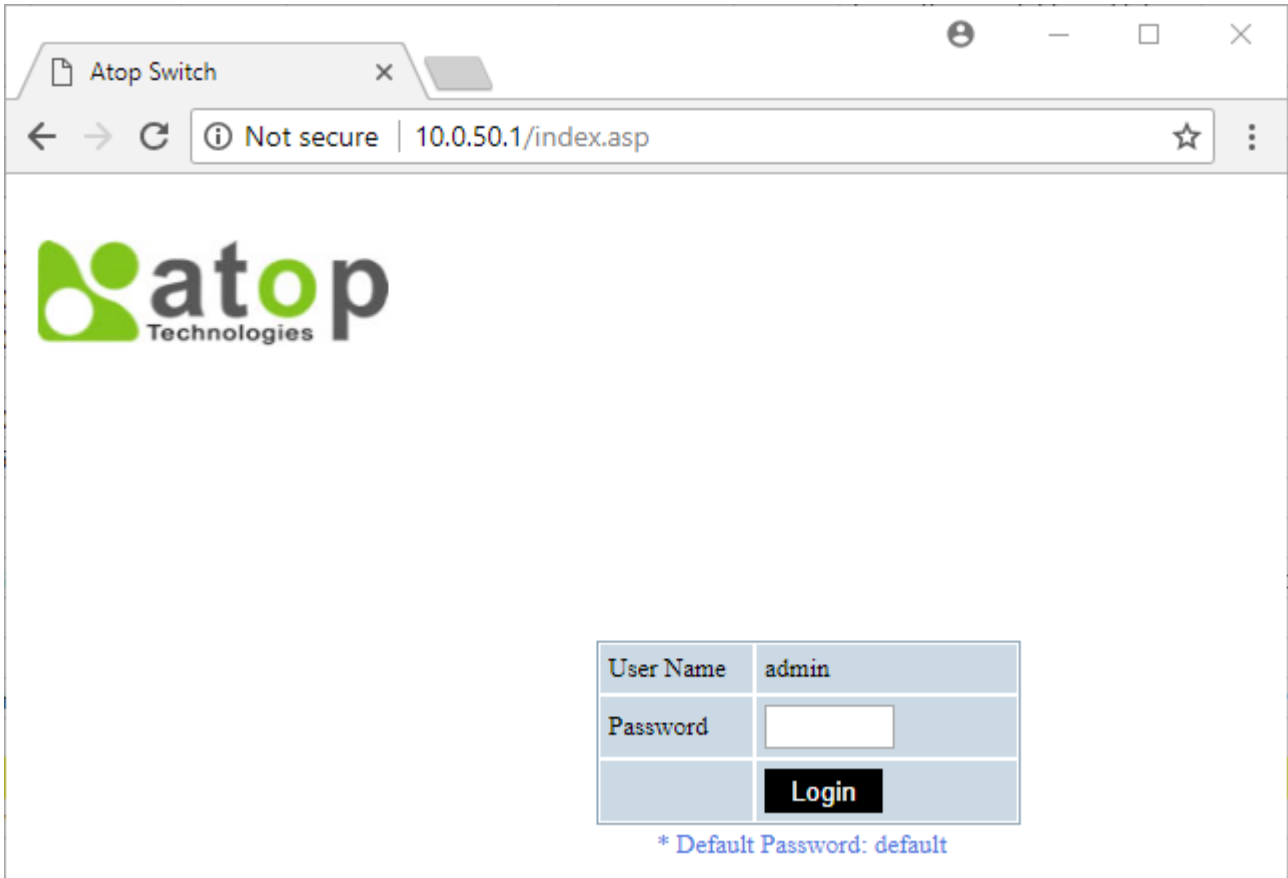 Atop Switch
Not secure | 10.0.50.1/index.asp
atop
Technologies
User Name admin
Password
Login
* Default Password: default